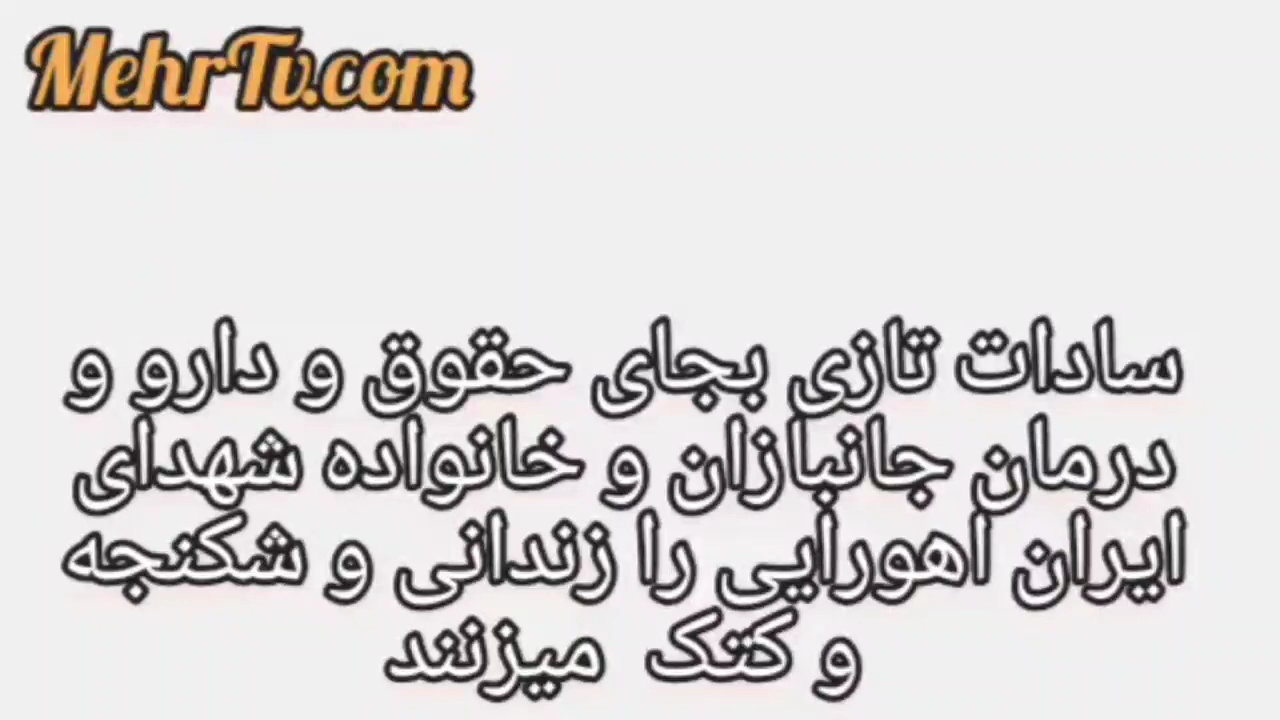 MehrTv.com
سادات تازی بجای حقوق و دارو و
درمان جانبازان و خانواده شهدای
ایران اهورایی را زندانی و شکنجه
و کتک میزنند